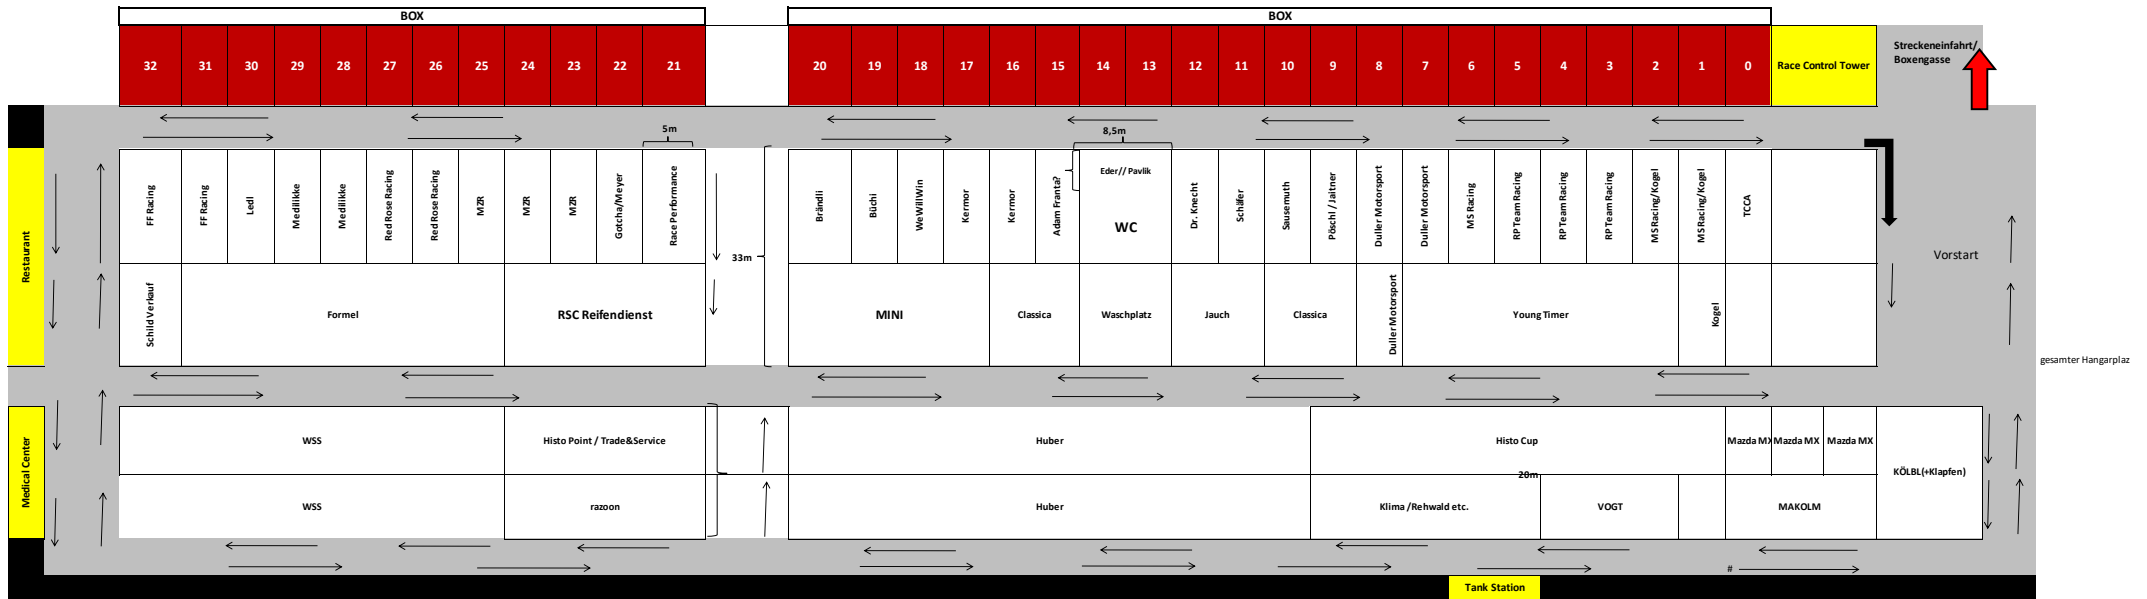 BOX BOX
32 31 30 29 28 27 26 25 24 23 22 21 20 19 18 17 16 15 14 13 12 11 10 9 8 7 6 5 4 3 2 1 0 Race Control Tower
Streckeneinfahrt/
Boxengasse
5m 8,5m
FF Racing
FF Racing
Ledl
Medilikke
Medilikke
Red Rose Racing
Red Rose Racing
MZR
MZR
MZR
Gotcha/Meyer
Race Performance
Brändli
Büchi
WeWillWin
Kermor
Kermor
Adam Franta?
Eder// Pavlik
WC
Dr. Knecht
Schäfer
Sausemuth
Pöschl / Jaitner
Duller Motorsport
Duller Motorsport
MS Racing
RP Team Racing
RP Team Racing
RP Team Racing
MS Racing/Kogel
MS Racing/Kogel
TCCA
Restaurant
33m
Vorstart
Schild Verkauf
Formel
RSC Reifendienst
MINI
Classica
Waschplatz
Jauch
Classica
Duller Motorsport
Young Timer
Kogel
gesamter Hangarplaz
Medical Center
WSS
Histo Point / Trade&Service
Huber
Histo Cup
Mazda MX
Mazda MX
Mazda MX
KÖLBL(+Klapfen)
20m
WSS
razoon
Huber
Klima /Rehwald etc.
VOGT
MAKOLM
#
Tank Station